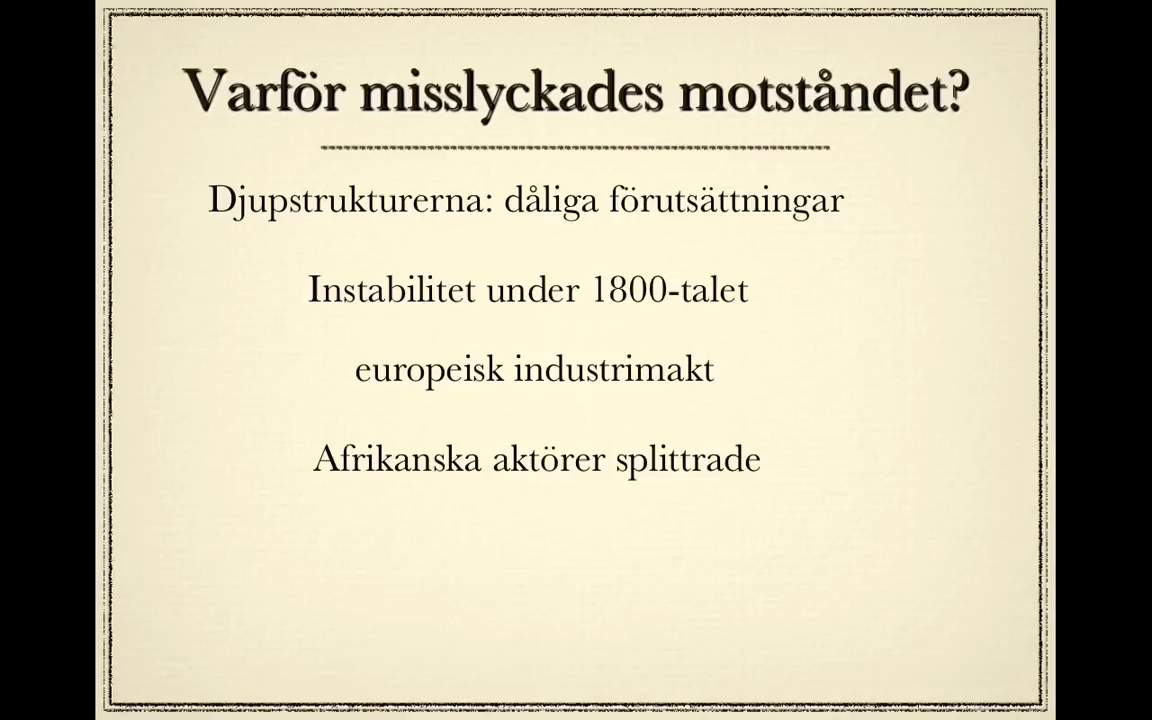 Varför misslyckades motståndet?
Djupstrukturerna: dåliga förutsättningar
Instabilitet under 1800-talet
europeisk industrimakt
Afrikanska aktörer splittrade